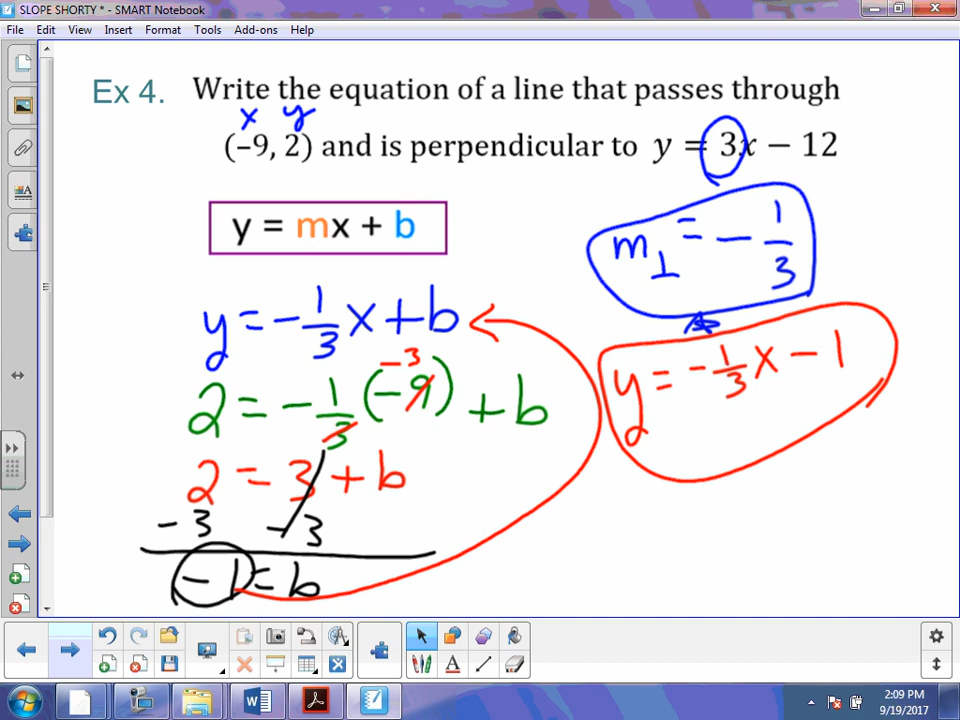 SLOPE SHORTY * - SMART Notebook
File Edit View Insert Format Tools Add-ons Help
Ex 4. Write the equation of a line that passes through
x y
(–9, 2) and is perpendicular to y = 3x − 12
y = mx + b
m⊥ = - 1/3
y = - 1/3 x + b
y = - 1/3 x - 1
-3
2 = - 1/3 (-9) + b
2 = 3 + b
- 3 - 3
-1 = b
2:09 PM
9/19/2017